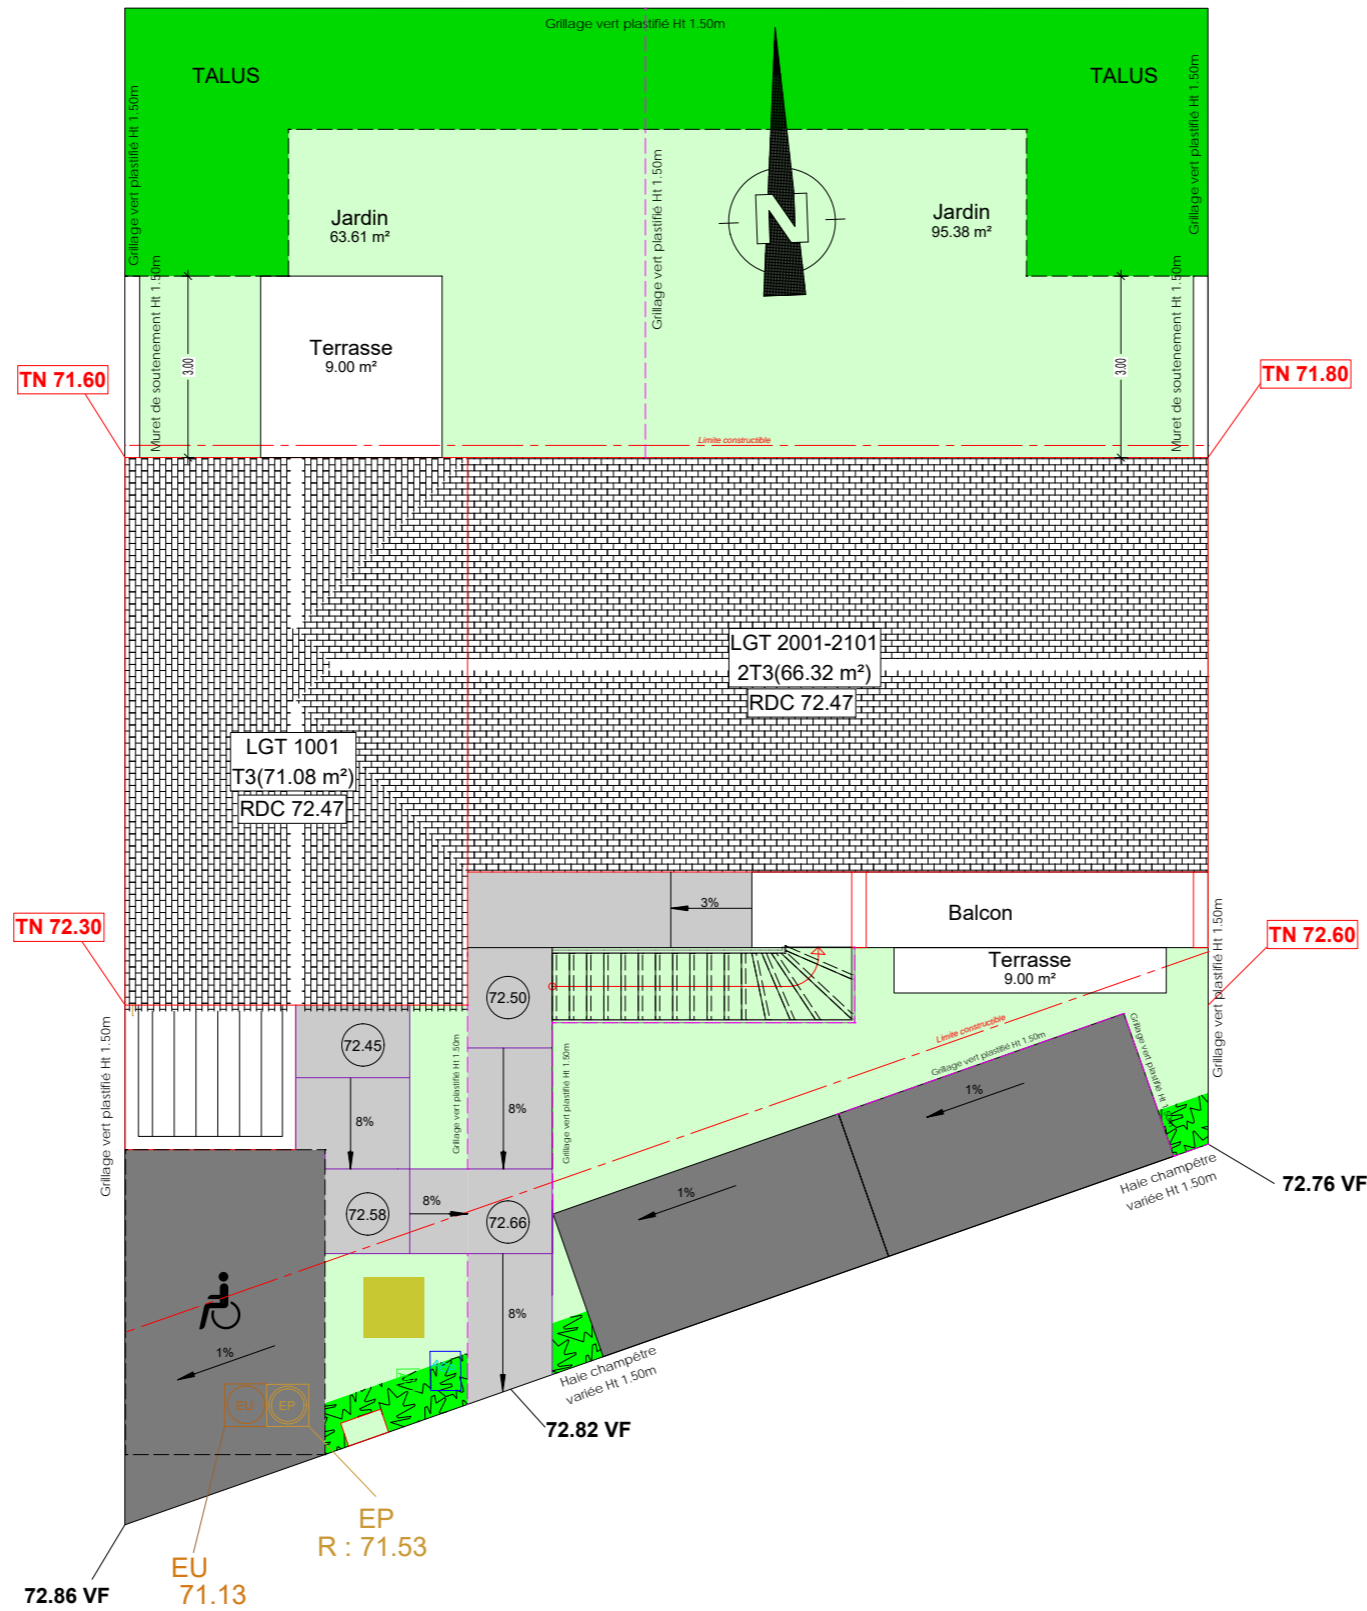 Grillage vert plastifié Ht 1.50m
TALUS
TALUS
Grillage vert plastifié Ht 1.50m
Grillage vert plastifié Ht 1.50m
Grillage vert plastifié Ht 1.50m
Jardin
63.61 m²
N
Jardin
95.38 m²
Muret de soutenement Ht 1.50m
3.00
Terrasse
9.00 m²
3.00
Muret de soutenement Ht 1.50m
TN 71.60
TN 71.80
Limite constructible
LGT 2001-2101
2T3(66.32 m²)
RDC 72.47
LGT 1001
T3(71.08 m²)
RDC 72.47
3%
Balcon
TN 72.30
TN 72.60
Terrasse
9.00 m²
72.50
72.45
Grillage vert plastifié Ht 1.50m
Grillage vert plastifié Ht 1.50m
Grillage vert plastifié Ht 1.50m
Limite constructible
Grillage vert plastifié Ht 1.50m
Grillage vert plastifié Ht 1.50m
Grillage vert plastifié Ht 1.50m
1%
8%
8%
72.58
8%
72.66
1%
Haie champêtre
variée Ht 1.50m
72.76 VF
8%
1%
Haie champêtre
variée Ht 1.50m
EU
EP
72.82 VF
EP
R : 71.53
EU
71.13
72.86 VF